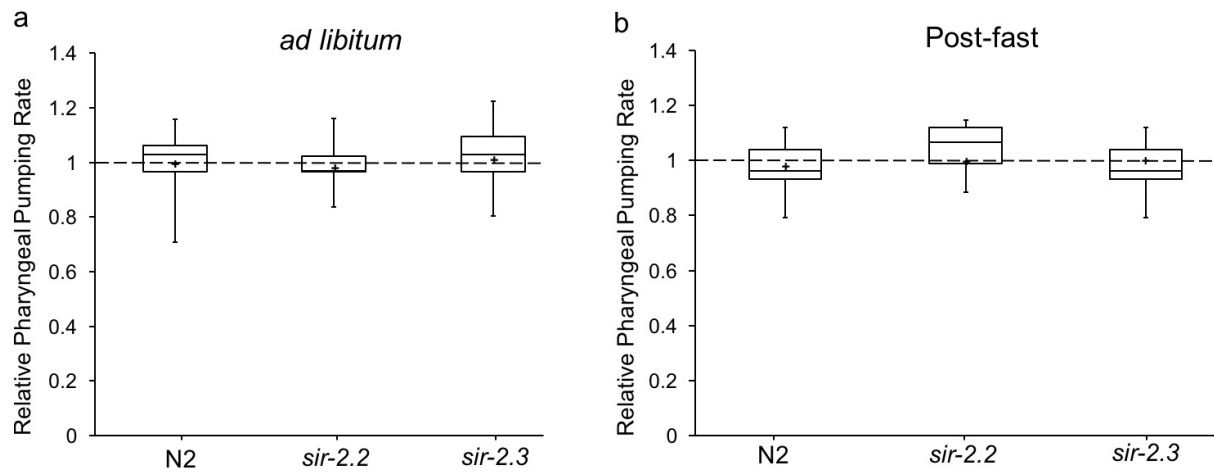 a
ad libitum
Relative Pharyngeal Pumping Rate
1.4
1.2
1
0.8
0.6
0.4
0.2
0
N2
sir-2.2
sir-2.3
b
Post-fast
Relative Pharyngeal Pumping Rate
1.4
1.2
1
0.8
0.6
0.4
0.2
0
N2
sir-2.2
sir-2.3